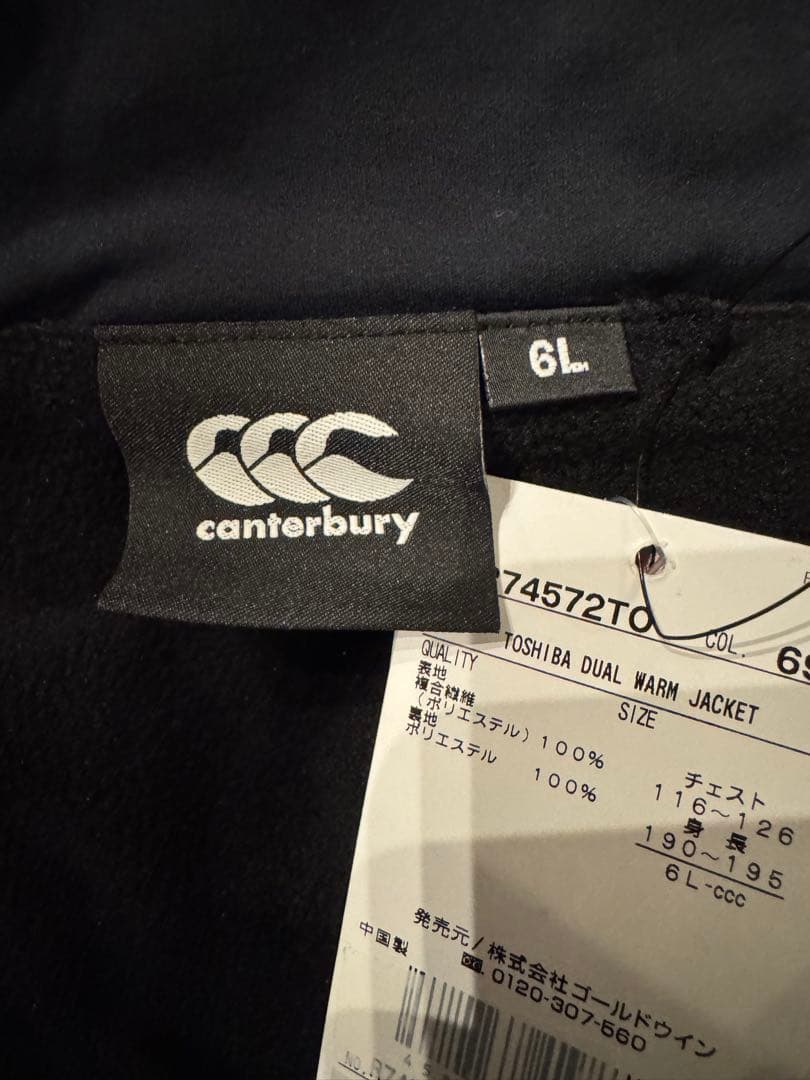 6L
canterbury
74572TO
COL. 69
TOSHIBA DUAL WARM JACKET
QUALITY
表地
複合繊維
(ポリエステル) 100%
裏地
ポリエステル 100%
SIZE
チェスト
116~126
身長
190~195
6L-ccc
発売元/株式会社ゴールドウイン
0120-307-560
中国製
NO.